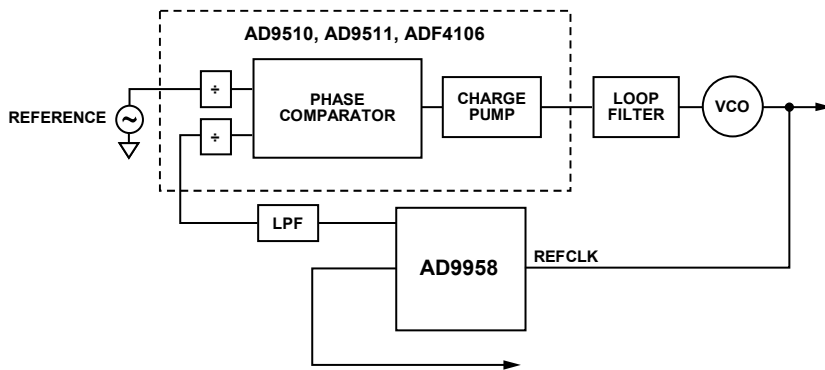 AD9510, AD9511, ADF4106
REFERENCE
÷
÷
PHASE
COMPARATOR
CHARGE
PUMP
LOOP
FILTER
VCO
LPF
AD9958
REFCLK